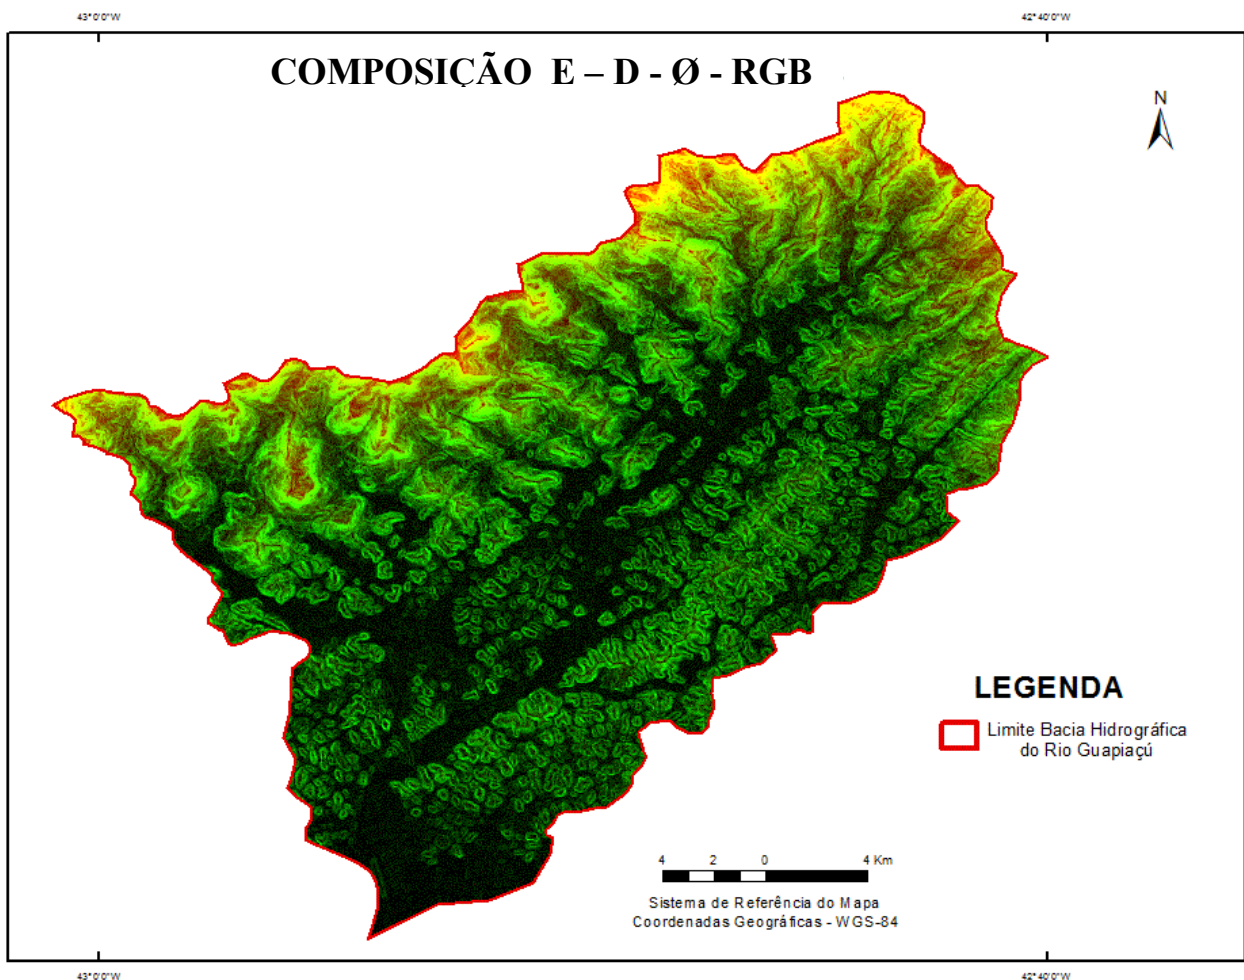 43°0'0"W
42°40'0"W
COMPOSIÇÃO E – D - Ø - RGB
N
LEGENDA
Limite Bacia Hidrográfica
do Rio Guapiaçú
4 2 0 4 Km
Sistema de Referência do Mapa
Coordenadas Geográficas - WGS-84
43°0'0"W
42°40'0"W